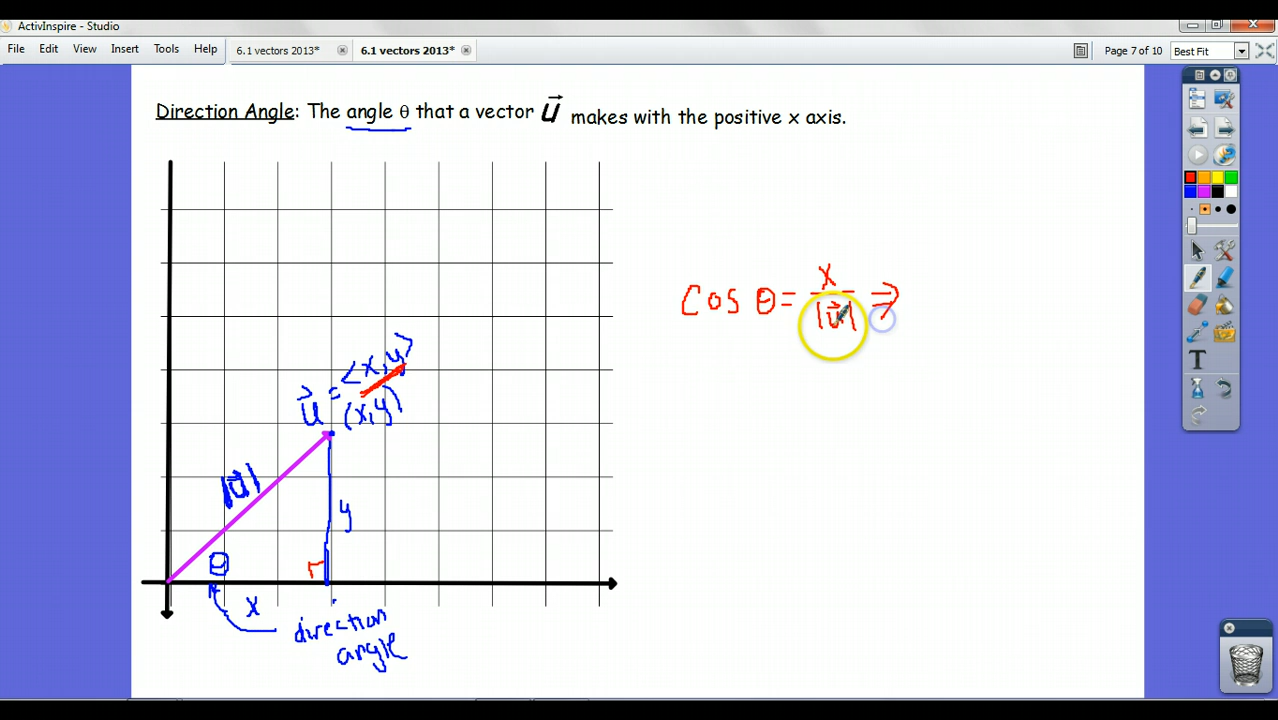 ActivInspire - Studio
File Edit View Insert Tools Help 6.1 vectors 2013* 6.1 vectors 2013* Page 7 of 10 Best Fit
Direction Angle: The angle θ that a vector u⃗ makes with the positive x axis.
cos θ = x / |u⃗| ⇒
u⃗ = <x,y>
(x,y)
|u⃗|
y
θ
x
direction
angle
T